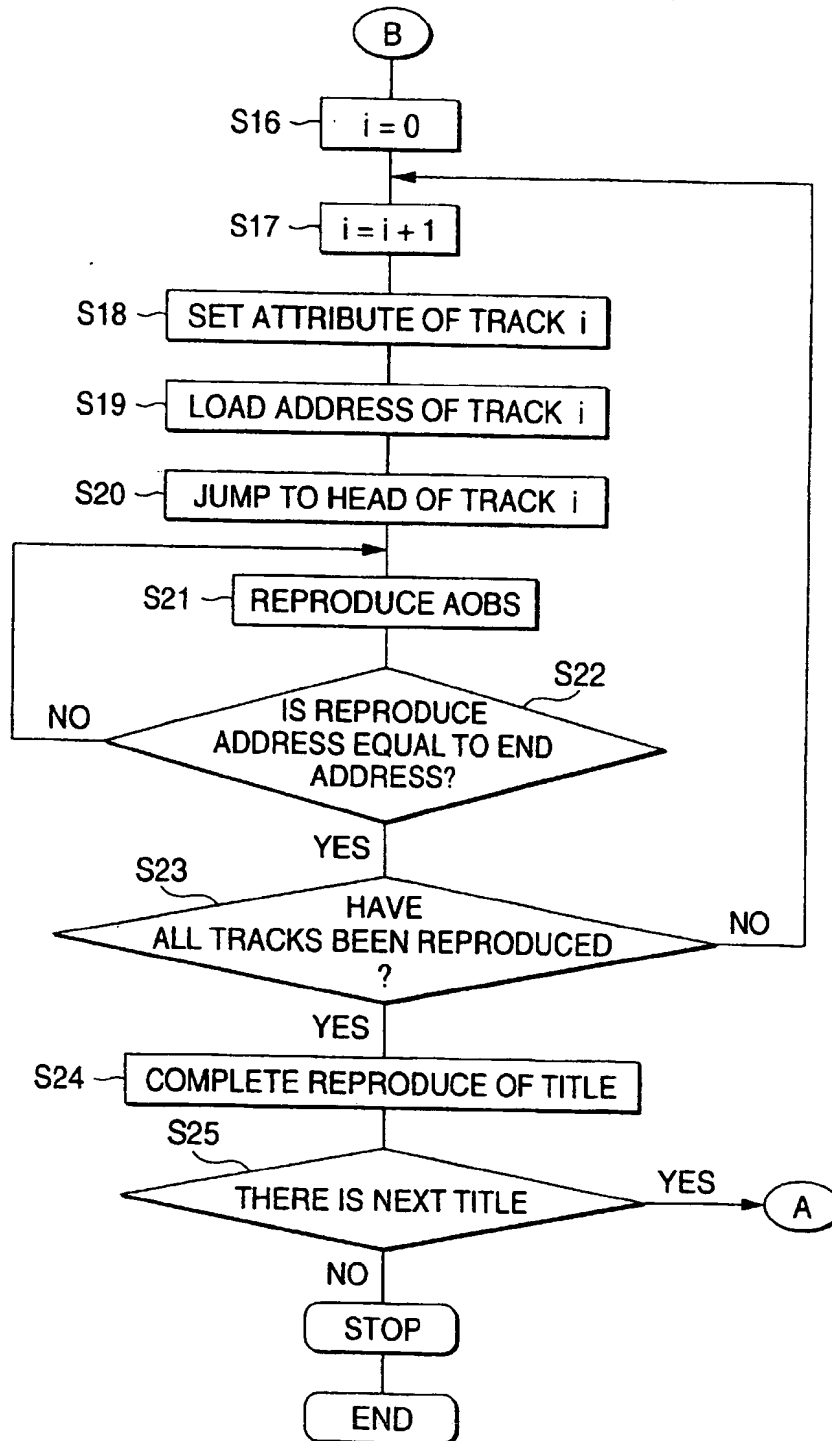 B
S16
i = 0
S17
i = i + 1
S18
SET ATTRIBUTE OF TRACK i
S19
LOAD ADDRESS OF TRACK i
S20
JUMP TO HEAD OF TRACK i
S21
REPRODUCE AOBS
S22
NO
IS REPRODUCE
ADDRESS EQUAL TO END
ADDRESS?
YES
S23
HAVE
ALL TRACKS BEEN REPRODUCED
?
NO
YES
S24
COMPLETE REPRODUCE OF TITLE
S25
THERE IS NEXT TITLE
YES
A
NO
STOP
END